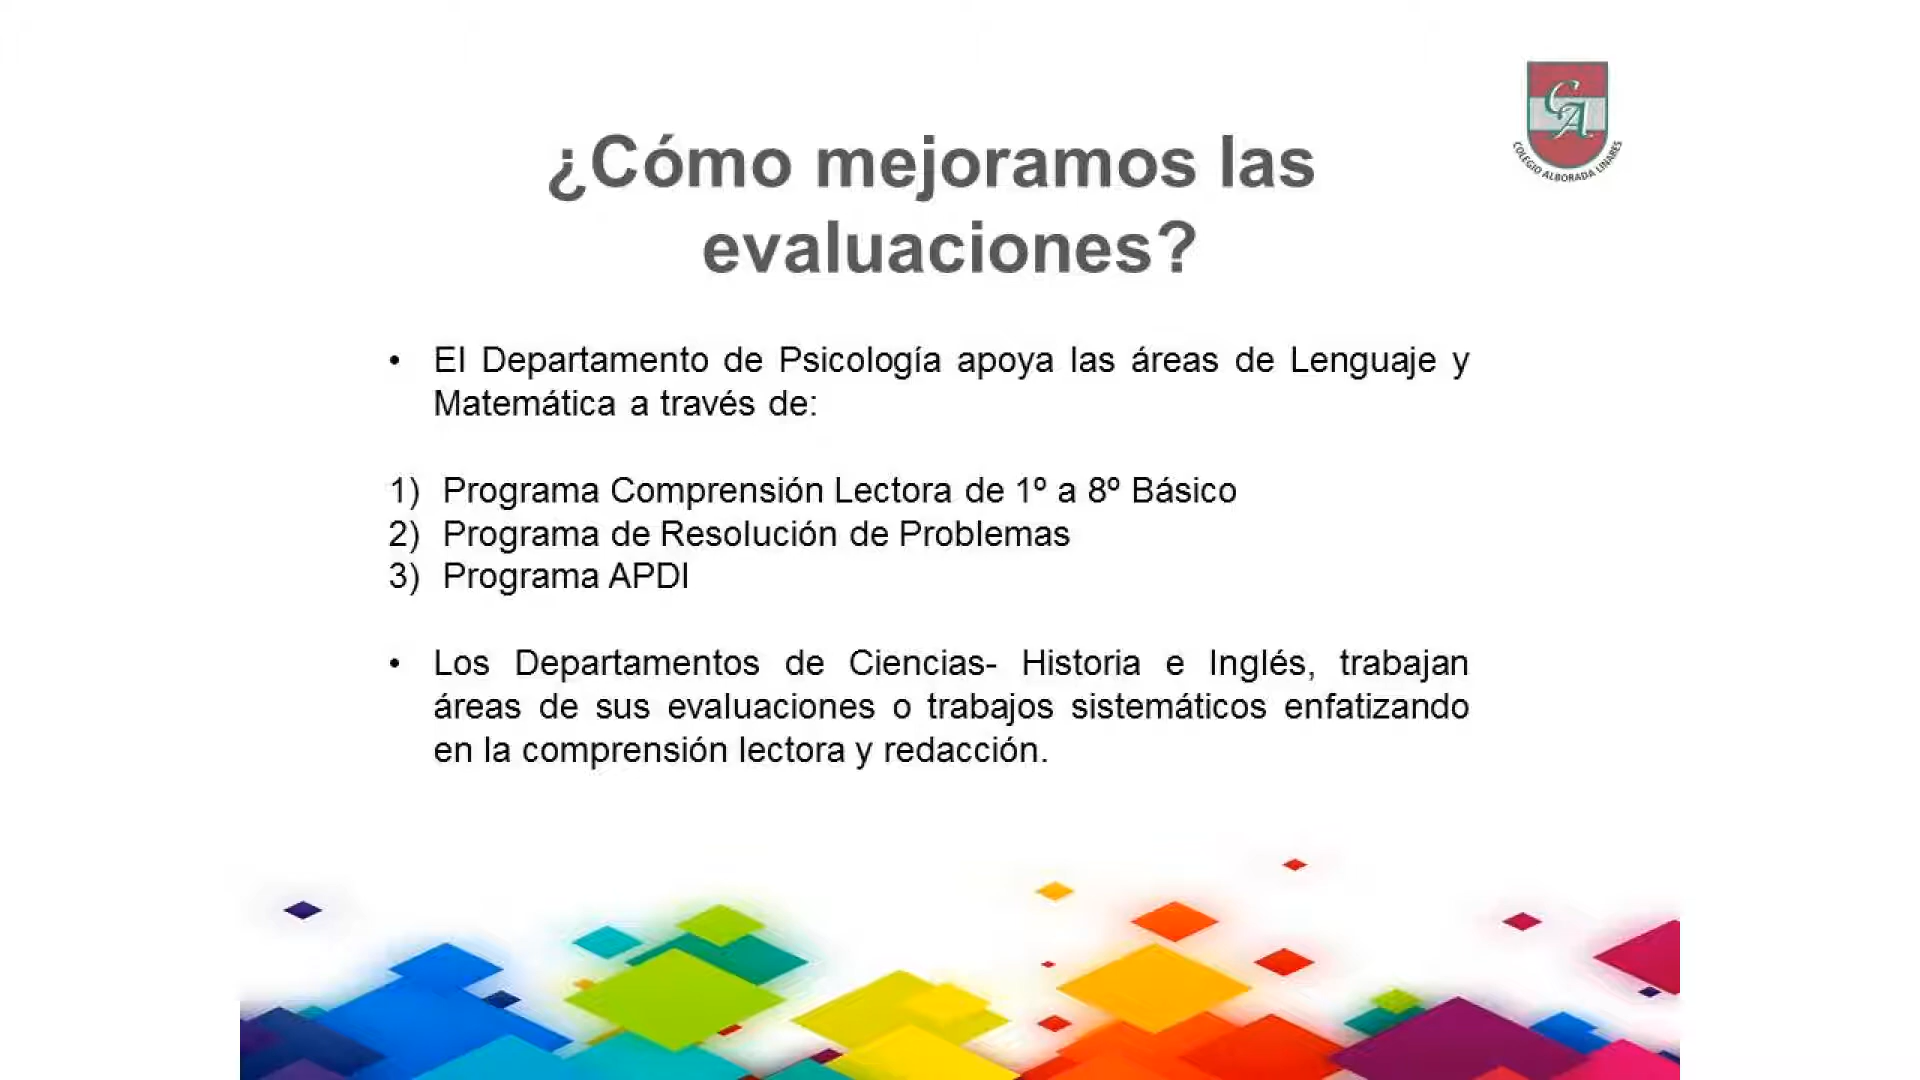 CA
COLEGIO ALBORADA LINARES
¿Cómo mejoramos las
evaluaciones?
• El Departamento de Psicología apoya las áreas de Lenguaje y
Matemática a través de:
1) Programa Comprensión Lectora de 1º a 8º Básico
2) Programa de Resolución de Problemas
3) Programa APDI
• Los Departamentos de Ciencias- Historia e Inglés, trabajan
áreas de sus evaluaciones o trabajos sistemáticos enfatizando
en la comprensión lectora y redacción.